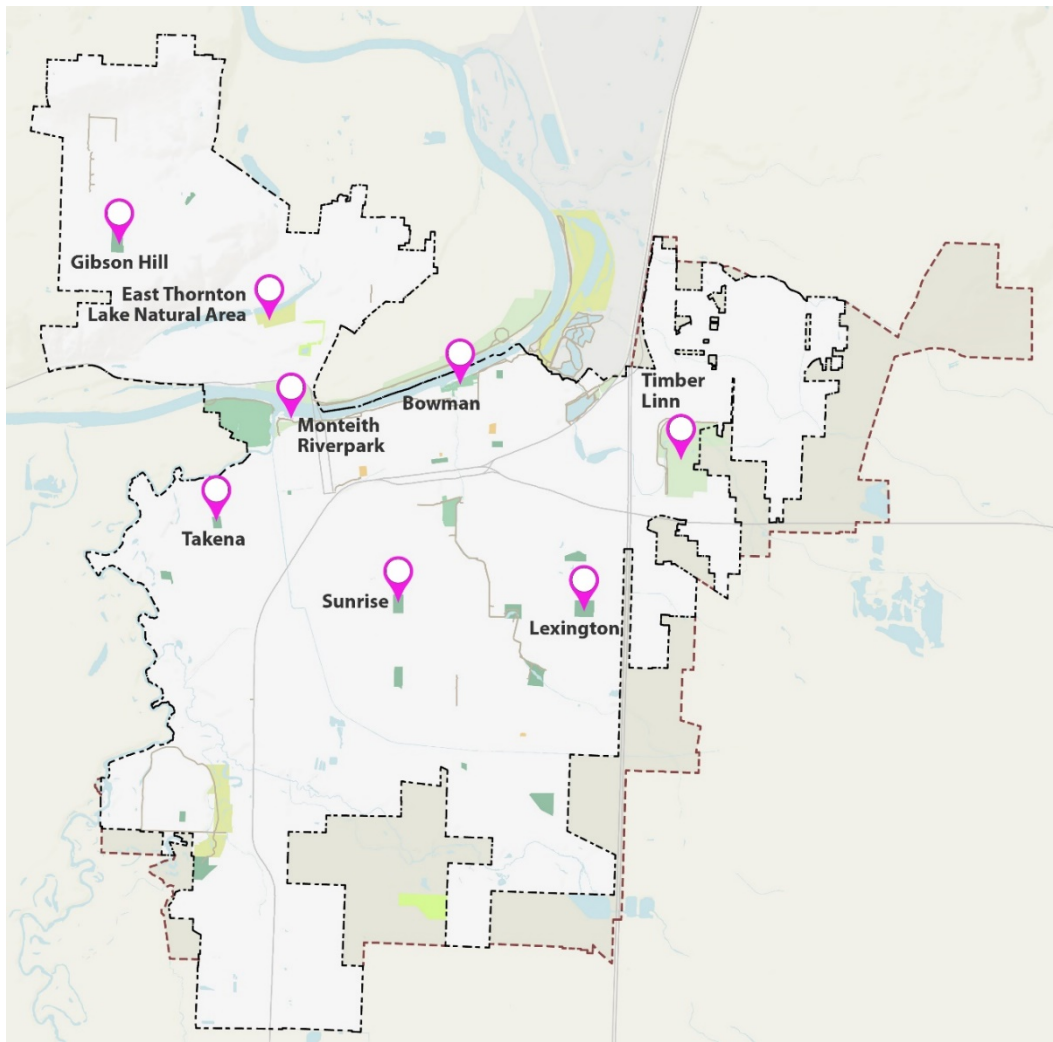 Gibson Hill
East Thornton
Lake Natural Area
Bowman
Timber
Linn
Monteith
Riverpark
Takena
Sunrise
Lexington